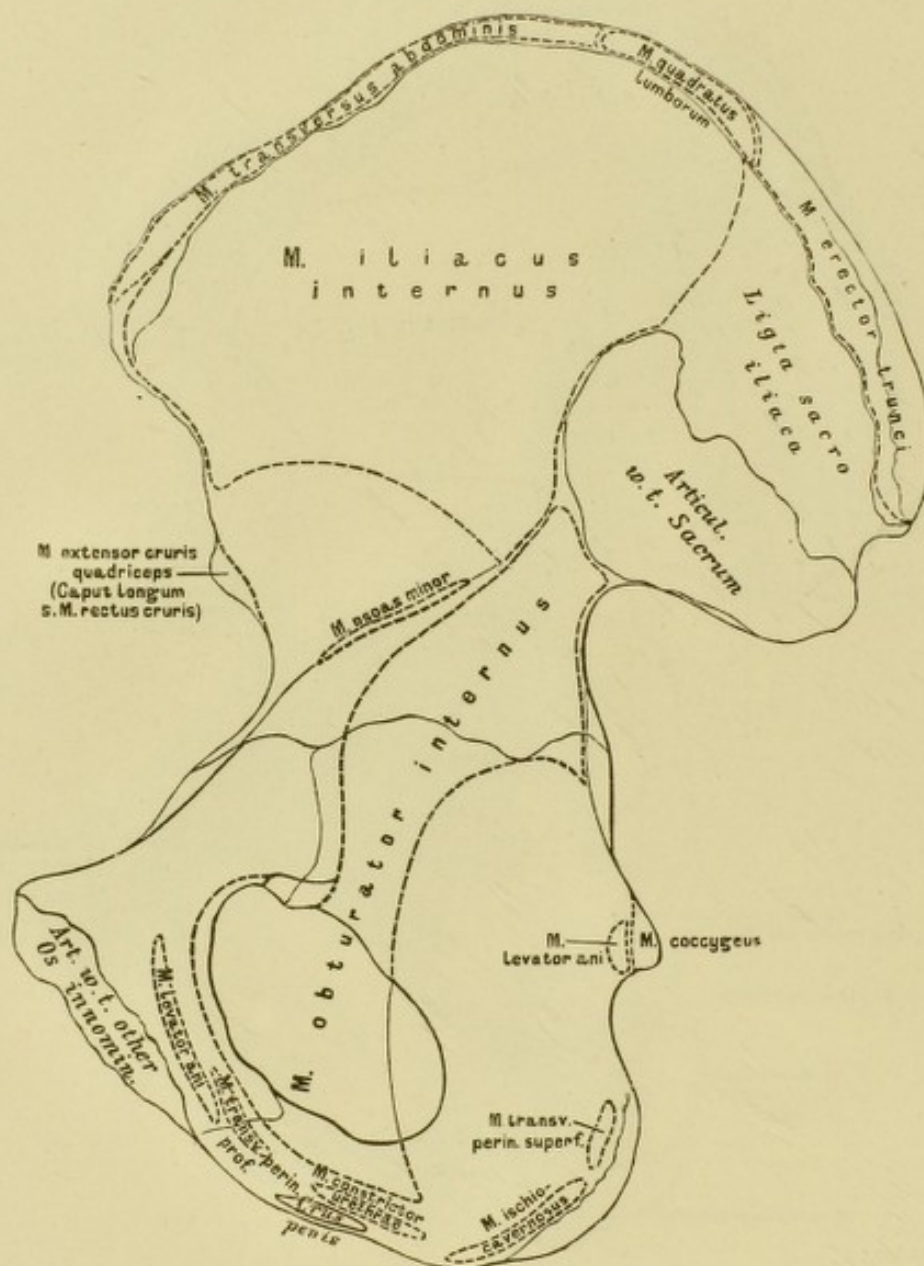 M. transversus abdominis
M. quadratus
lumborum
M. erector trunci
M. iliacus
internus
Ligta sacro
iliaca
Articul.
w. t. Sacrum
M. extensor cruris
quadriceps
(Caput longum
s. M. rectus cruris)
M. psoas minor
M. obturator internus
M.
levator ani
M. coccygeus
Art. w. t. other
Os innomin.
M. levator ani
M. transv. perin.
prof.
M. constrictor
urethrae
Crus
penis
M. transv.
perin. superf.
M. ischio-
cavernosus